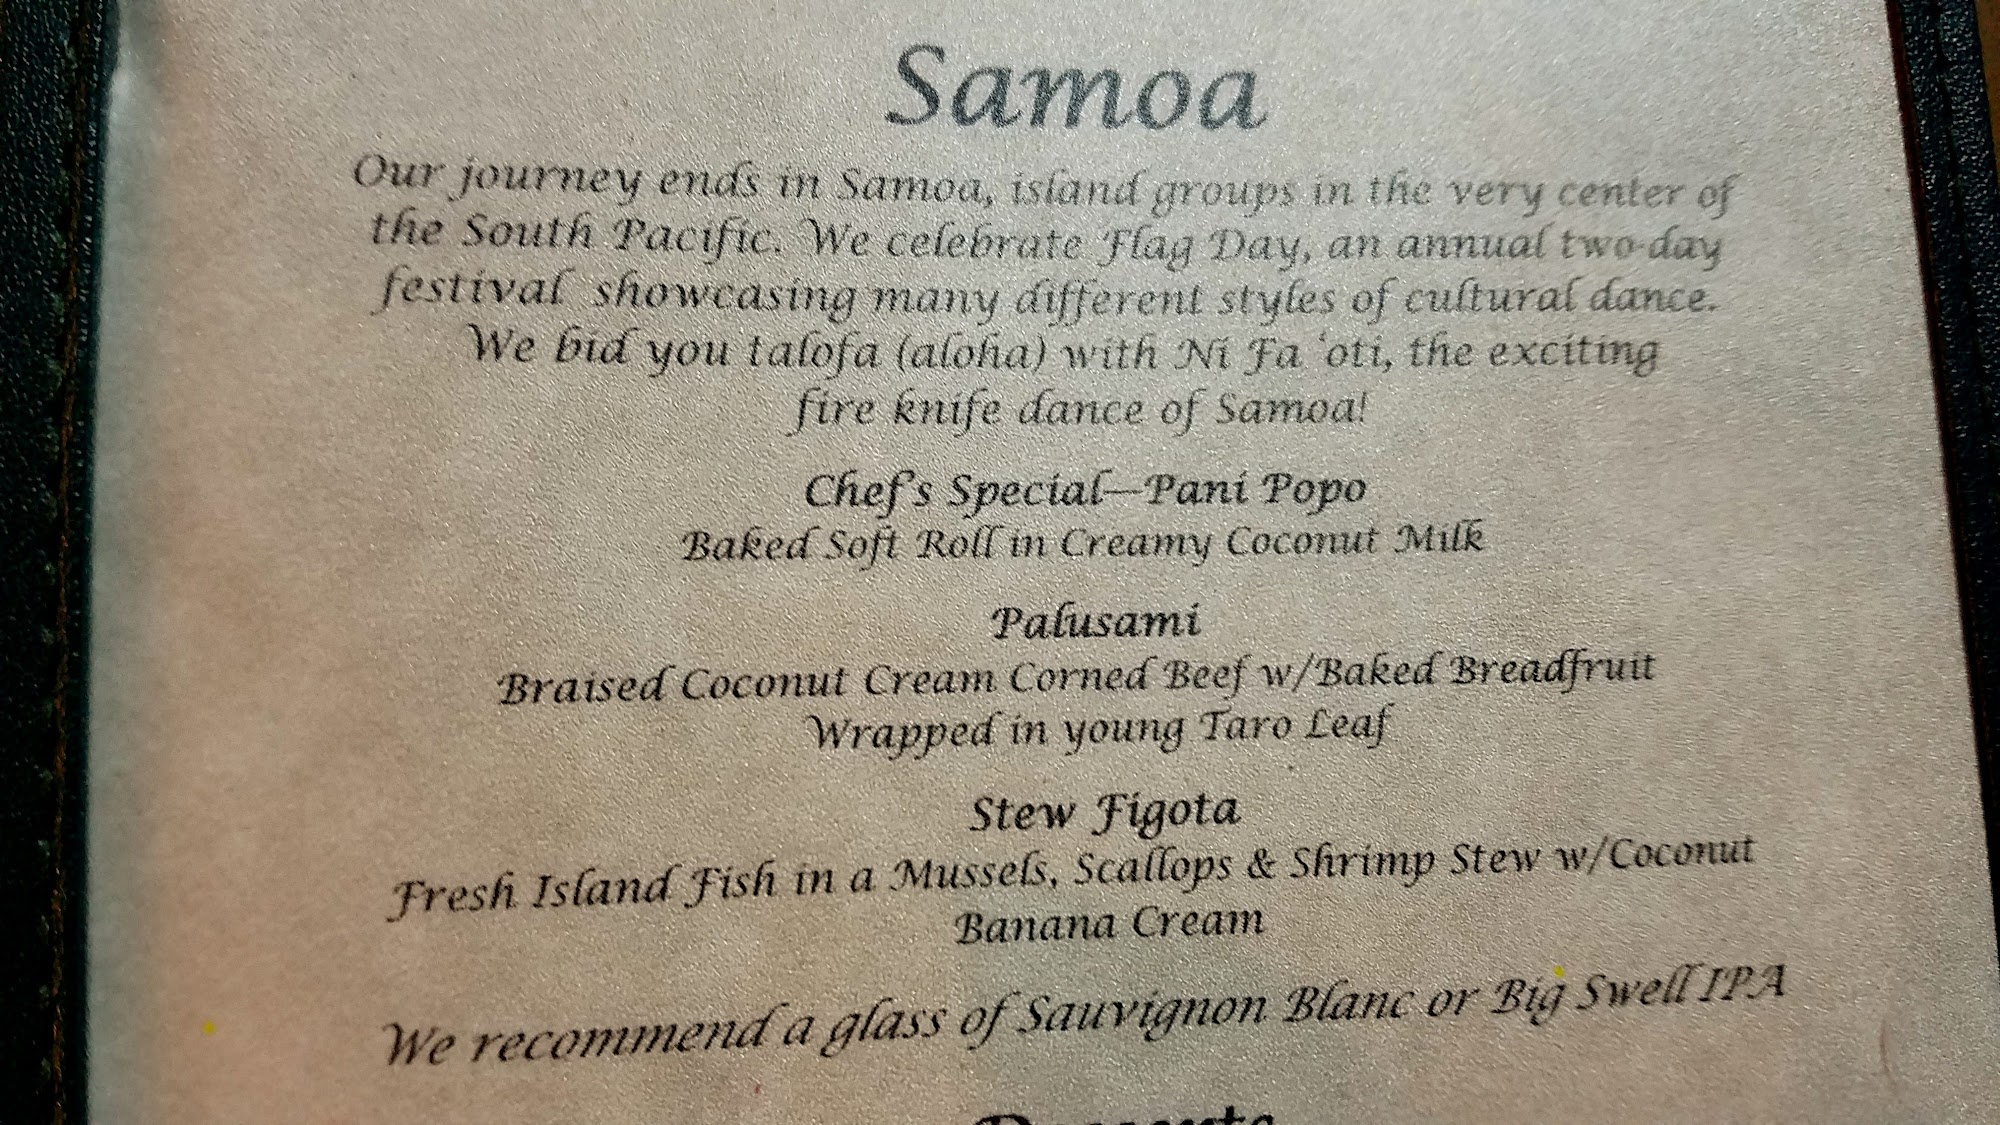 Samoa
Our journey ends in Samoa, island groups in the very center of
the South Pacific. We celebrate Flag Day, an annual two-day
festival showcasing many different styles of cultural dance.
We bid you talofa (aloha) with Ni Fa 'oti, the exciting
fire knife dance of Samoa!
Chef's Special—Pani Popo
Baked Soft Roll in Creamy Coconut Milk
Palusami
Braised Coconut Cream Corned Beef w/Baked Breadfruit
Wrapped in young Taro Leaf
Stew Figota
Fresh Island Fish in a Mussels, Scallops & Shrimp Stew w/Coconut
Banana Cream
We recommend a glass of Sauvignon Blanc or Big Swell IPA
Desserts